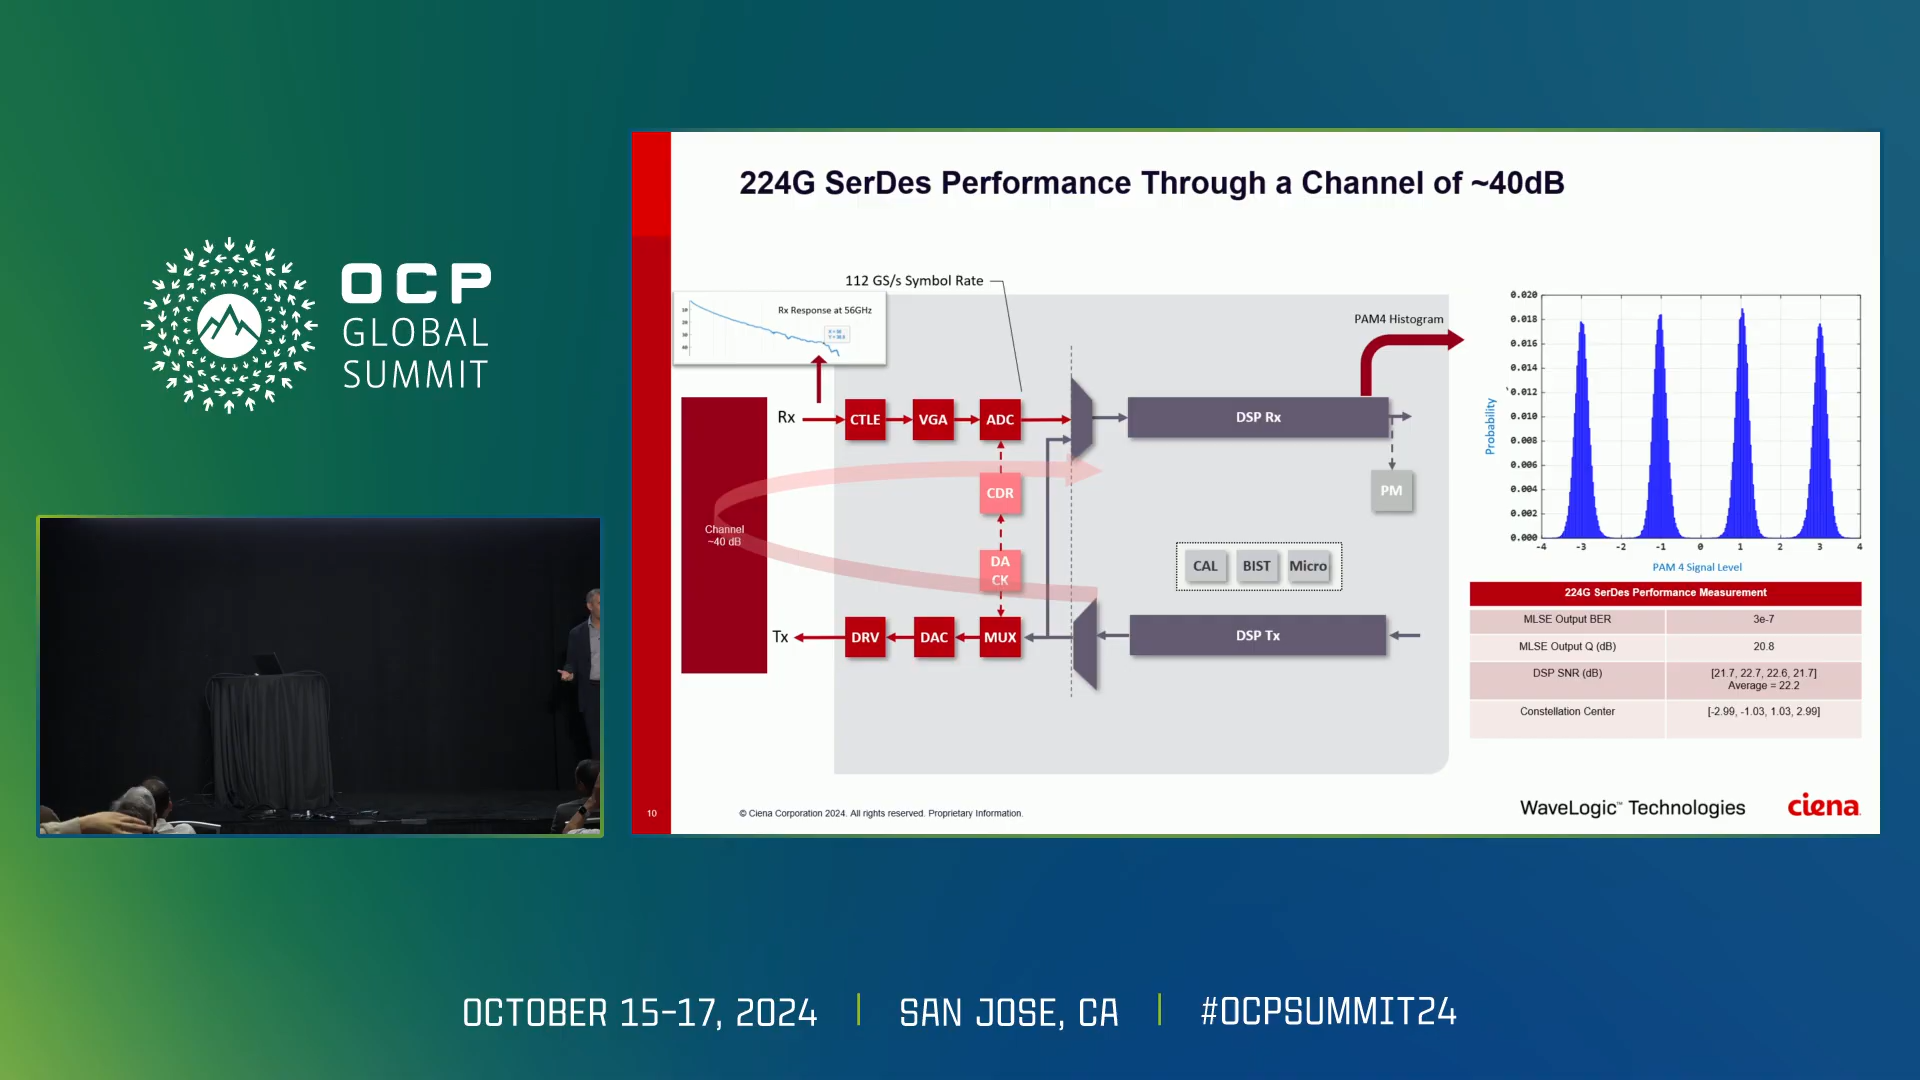 OCP
GLOBAL
SUMMIT
224G SerDes Performance Through a Channel of ~40dB
112 GS/s Symbol Rate
Rx Response at 56GHz
PAM4 Histogram
Rx
CTLE
VGA
ADC
DSP Rx
CDR
PM
Channel
~40 dB
DA
CK
CAL
BIST
Micro
Tx
DRV
DAC
MUX
DSP Tx
0.020
0.018
0.016
0.014
0.012
0.010
0.008
0.006
0.004
0.002
0.000
Probability
-4 -3 -2 -1 0 1 2 3 4
PAM 4 Signal Level
224G SerDes Performance Measurement
MLSE Output BER 3e-7
MLSE Output Q (dB) 20.8
DSP SNR (dB) [21.7, 22.7, 22.6, 21.7]
Average = 22.2
Constellation Center [-2.99, -1.03, 1.03, 2.99]
10
© Ciena Corporation 2024. All rights reserved. Proprietary Information.
WaveLogic™ Technologies
ciena
OCTOBER 15-17, 2024 | SAN JOSE, CA | #OCPSUMMIT24